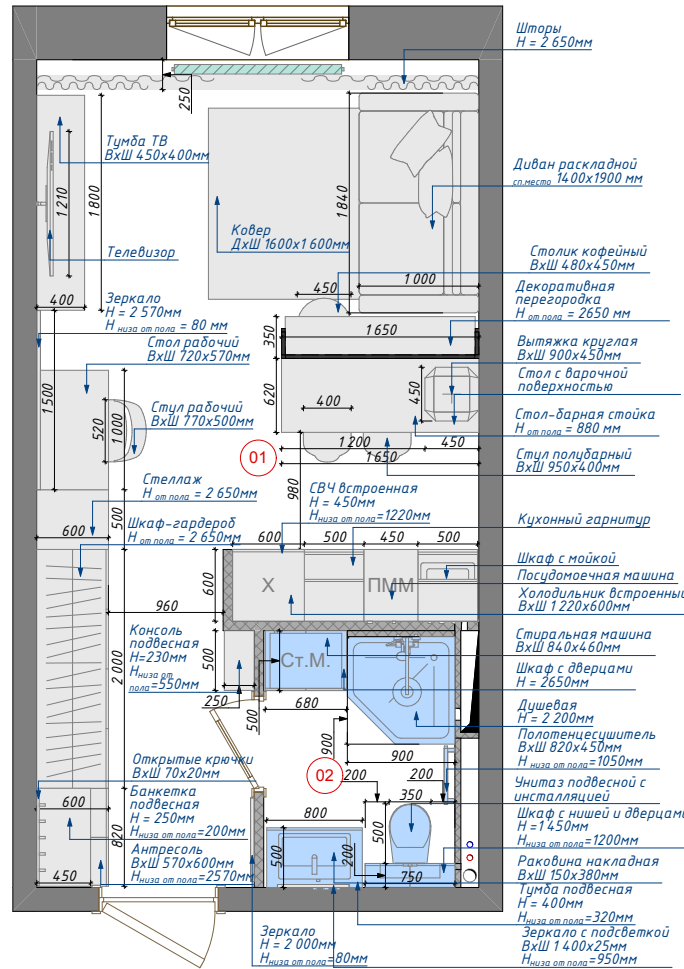 Шторы
H = 2 650мм
250
Тумба ТВ
ВхШ 450х400мм
1 210
1 800
Телевизор
400
Ковер
ДхШ 1600х1 600мм
1 840
450
1 000
Диван раскладной
сп.место 1400х1900 мм
Столик кофейный
ВхШ 480х450мм
Декоративная
перегородка
H от пола = 2650 мм
Зеркало
H = 2 570мм
H низа от пола = 80 мм
350
1 650
Вытяжка круглая
ВхШ 900х450мм
Стол рабочий
ВхШ 720х570мм
Стол с варочной
поверхностью
1 500
620
400
450
Стул рабочий
ВхШ 770х500мм
520
1 000
Стол-барная стойка
H от пола = 880 мм
1 200
450
1 650
01
Стул полубарный
ВхШ 950х400мм
980
Стеллаж
H от пола = 2 650мм
600
500
СВЧ встроенная
H = 450мм
Hниза от пола=1220мм
Шкаф-гардероб
H от пола = 2 650мм
Кухонный гарнитур
600
500
450
500
600
Х
ПММ
Шкаф с мойкой
Посудомоечная машина
Холодильник встроенный
ВхШ 1 220х600мм
960
Консоль
подвесная
H=230мм
Hниза от
пола=550мм
2 000
500
250
500
Ст.М.
680
Стиральная машина
ВхШ 840х460мм
Шкаф с дверцами
H = 2650мм
Душевая
H = 2 200мм
900
900
Полотенцесушитель
ВхШ 820х450мм
H низа от пола=1050мм
02
200
200
350
Открытые крючки
ВхШ 70х20мм
Унитаз подвесной с
инсталляцией
600
Банкетка
подвесная
H = 250мм
Hниза от пола=200мм
800
500
Шкаф с нишей и дверцами
H = 1 450мм
Hниза от пола=1200мм
820
Антресоль
ВхШ 570х600мм
Hниза от пола=2570мм
500
200
750
450
Раковина накладная
ВхШ 150х380мм
Тумба подвесная
H = 400мм
Hниза от пола=320мм
Зеркало
H = 2 000мм
Hниза от пола=80мм
Зеркало с подсветкой
ВхШ 1 400х25мм
Hниза от пола=950мм